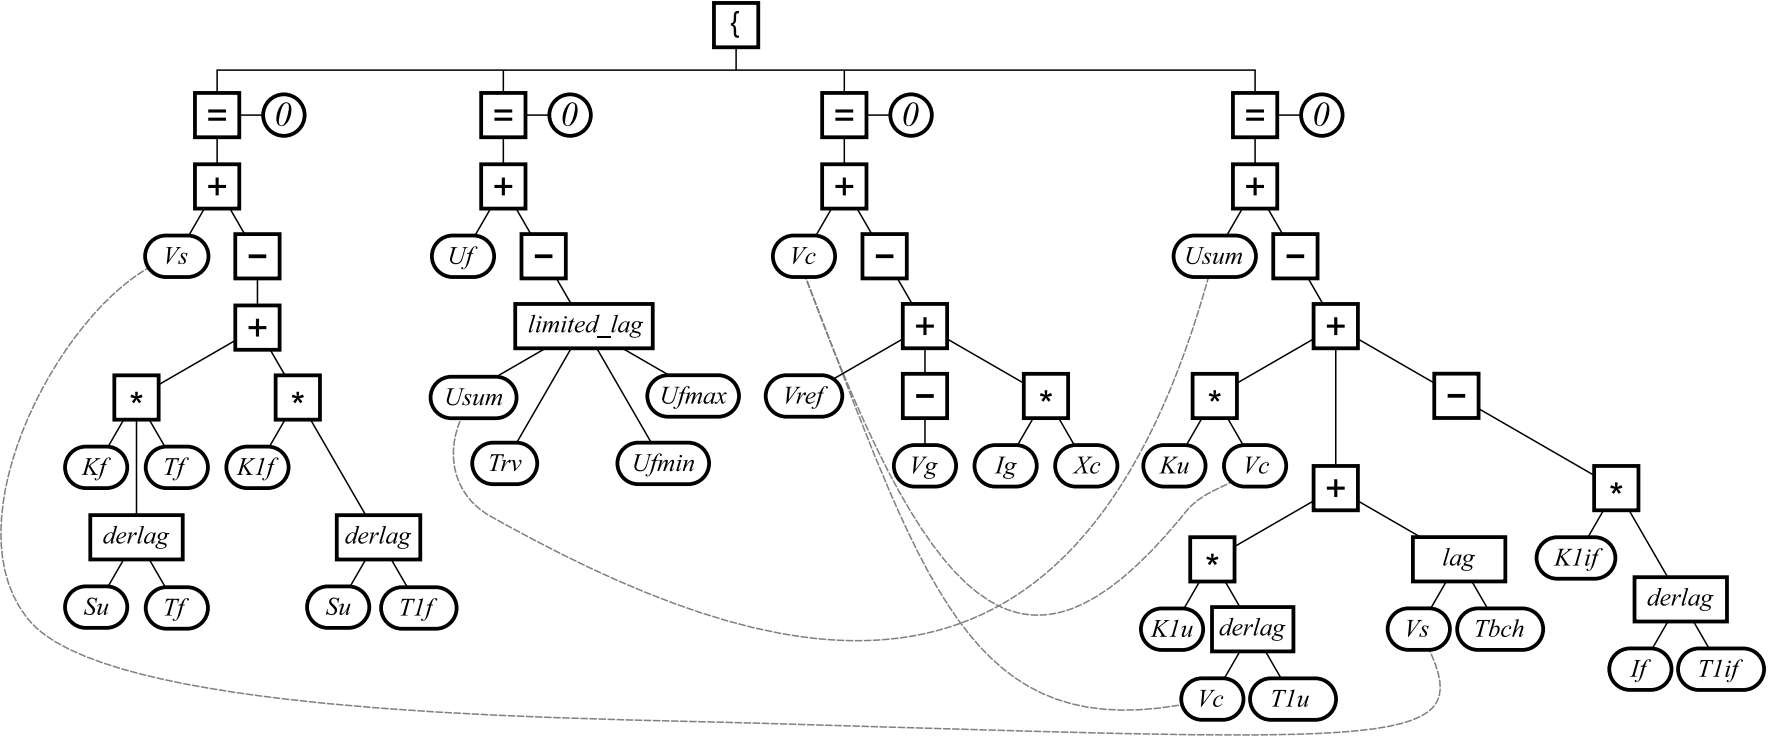 {
= 0 = 0 = 0 = 0
+ + + +
Vs − Uf − Vc − Usum −
+ limited_lag + +
* * Usum Ufmax Vref − * * −
Kf Tf K1f Trv Ufmin Vg Ig Xc Ku Vc
+ *
derlag derlag * lag K1if
Su Tf Su T1f derlag
K1u derlag Vs Tbch
If T1if
Vc T1u